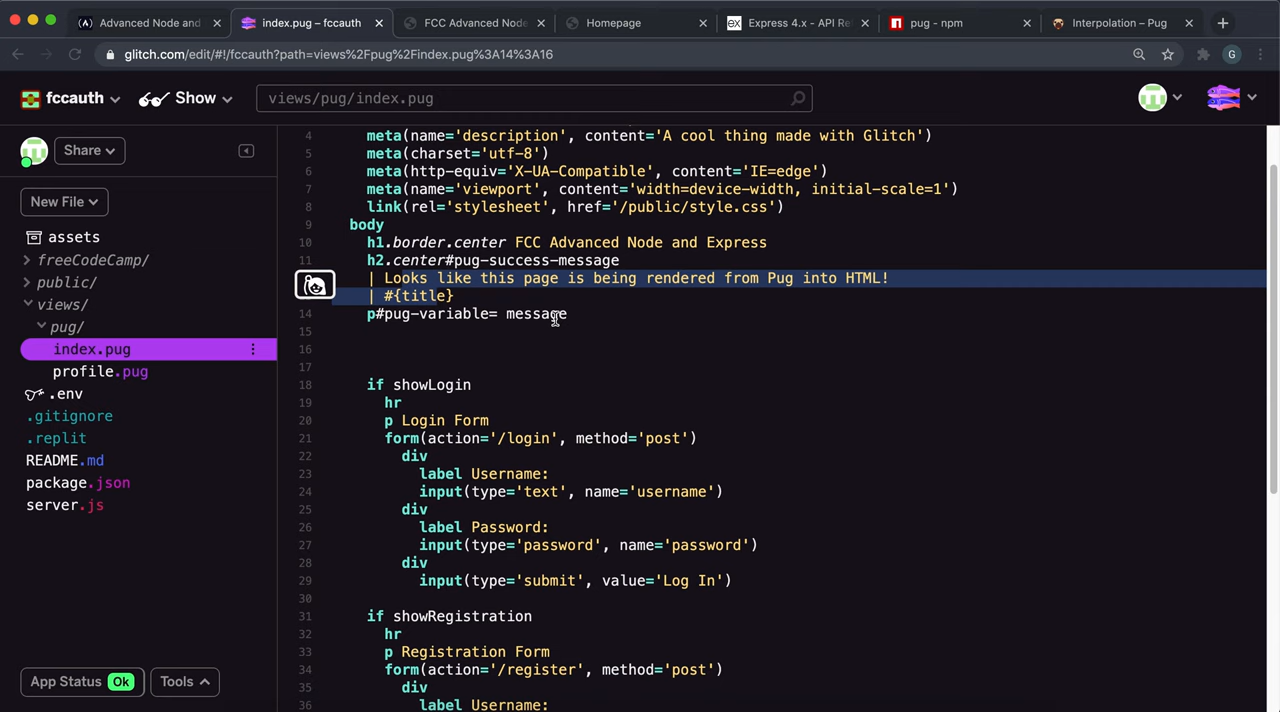 Advanced Node and
index.pug – fccauth
FCC Advanced Node
Homepage
Express 4.x - API Re
pug - npm
Interpolation – Pug
glitch.com/edit/#!/fccauth?path=views%2Fpug%2Findex.pug%3A14%3A16
G
fccauth
Show
views/pug/index.pug
Share
New File
assets
freeCodeCamp/
public/
views/
pug/
index.pug
profile.pug
.env
.gitignore
.replit
README.md
package.json
server.js
App Status Ok
Tools
4 meta(name='description', content='A cool thing made with Glitch')
5 meta(charset='utf-8')
6 meta(http-equiv='X-UA-Compatible', content='IE=edge')
7 meta(name='viewport', content='width=device-width, initial-scale=1')
8 link(rel='stylesheet', href='/public/style.css')
9 body
10 h1.border.center FCC Advanced Node and Express
11 h2.center#pug-success-message
| Looks like this page is being rendered from Pug into HTML!
| #{title}
14 p#pug-variable= message
15
16
17
18 if showLogin
19 hr
20 p Login Form
21 form(action='/login', method='post')
22 div
23 label Username:
24 input(type='text', name='username')
25 div
26 label Password:
27 input(type='password', name='password')
28 div
29 input(type='submit', value='Log In')
30
31 if showRegistration
32 hr
33 p Registration Form
34 form(action='/register', method='post')
35 div
36 label Username: